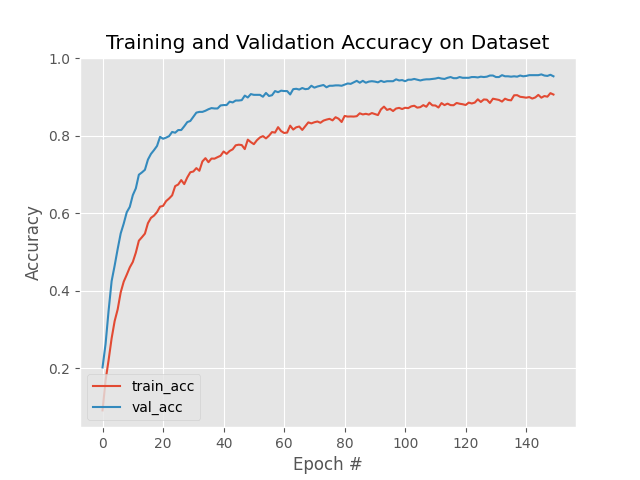 Training and Validation Accuracy on Dataset
1.0
0.8
0.6
0.4
0.2
Accuracy
train_acc
val_acc
0 20 40 60 80 100 120 140
Epoch #